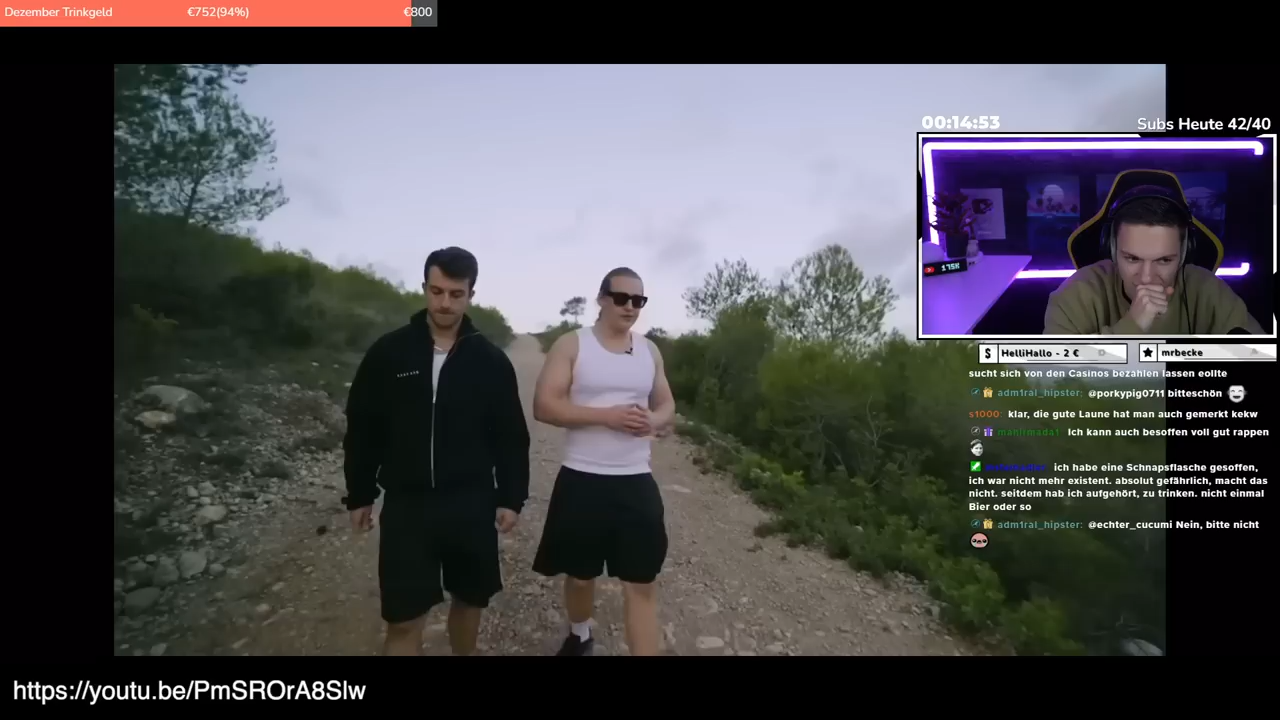 Dezember Trinkgeld €752(94%) €800
00:14:53 Subs Heute 42/40
175K
$ HelliHallo - 2 €
mrbecke
sucht sich von den Casinos bezahlen lassen eollte
adm1ral_hipster: @porkypig0711 bitteschön
s1000: klar, die gute Laune hat man auch gemerkt kekw
Ich kann auch besoffen voll gut rappen
ich habe eine Schnapsflasche gesoffen,
ich war nicht mehr existent. absolut gefährlich, macht das
nicht. seitdem hab ich aufgehört, zu trinken. nicht einmal
Bier oder so
adm1ral_hipster: @echter_cucumi Nein, bitte nicht
https://youtu.be/PmSROrA8Slw